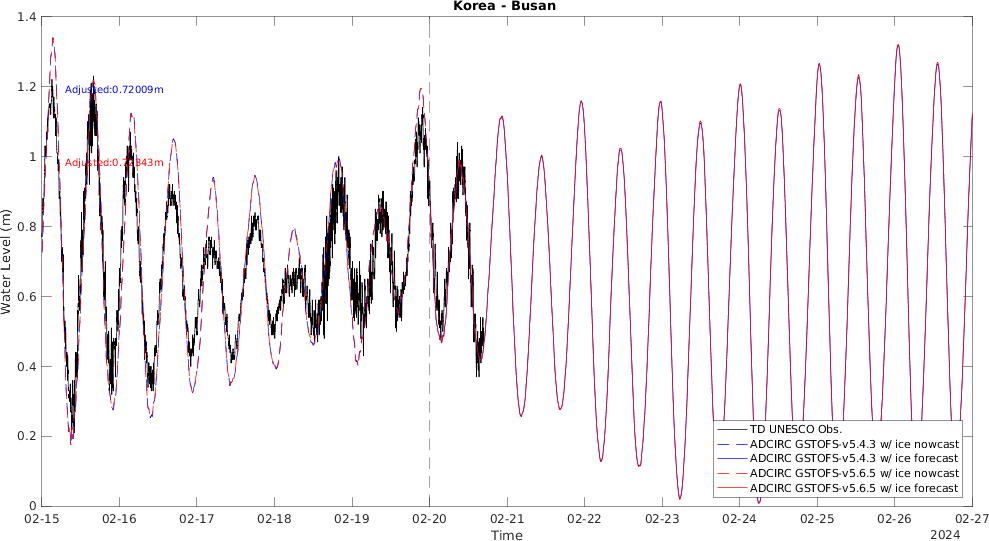 Korea - Busan
1.4
1.2
1
0.8
0.6
0.4
0.2
0
Water Level (m)
Adjusted:0.72009m
Adjusted:0.72843m
TD UNESCO Obs.
ADCIRC GSTOFS-v5.4.3 w/ ice nowcast
ADCIRC GSTOFS-v5.4.3 w/ ice forecast
ADCIRC GSTOFS-v5.6.5 w/ ice nowcast
ADCIRC GSTOFS-v5.6.5 w/ ice forecast
02-15 02-16 02-17 02-18 02-19 02-20 02-21 02-22 02-23 02-24 02-25 02-26 02-27
Time
2024